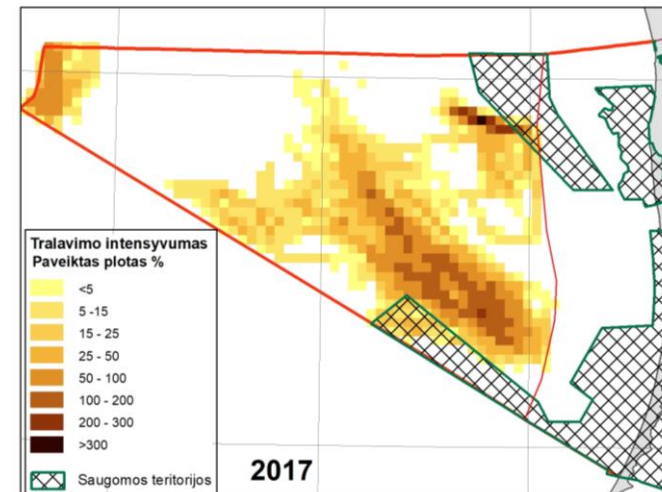 Tralavimo intensyvumas
Paveiktas plotas %
<5
5 -15
15 - 25
25 - 50
50 - 100
100 - 200
200 - 300
>300
Saugomos teritorijos
2017